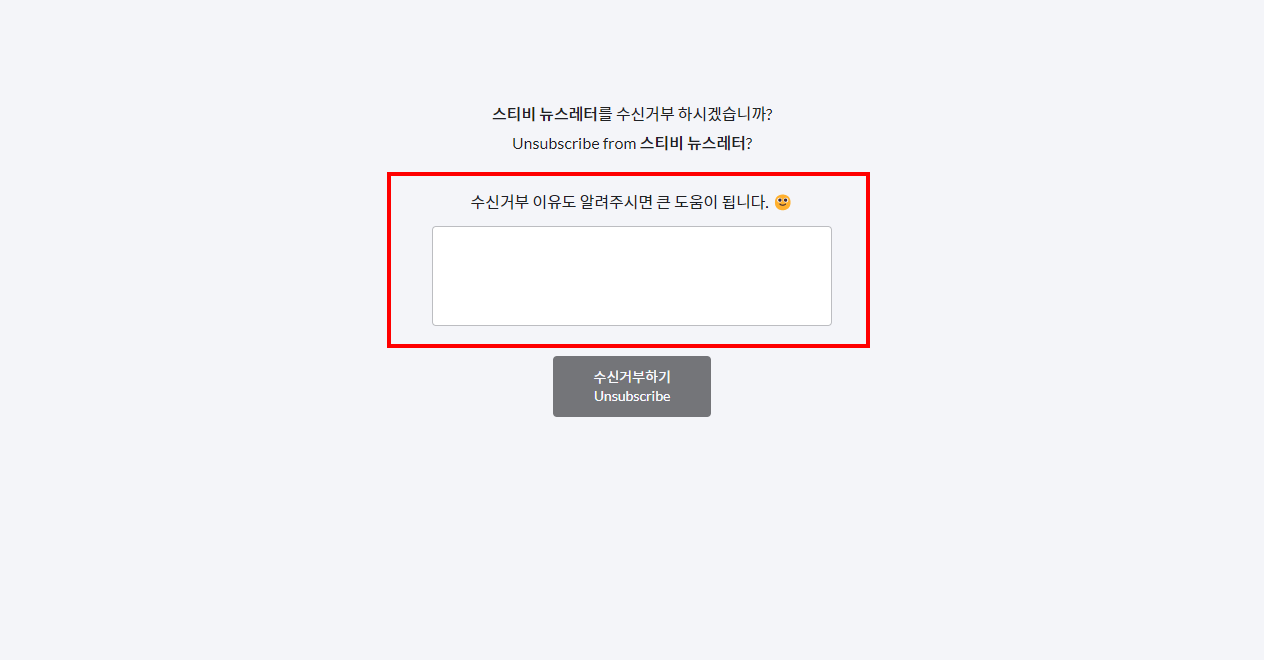 스티비 뉴스레터를 수신거부 하시겠습니까?
Unsubscribe from 스티비 뉴스레터?
수신거부 이유도 알려주시면 큰 도움이 됩니다. 🙂
수신거부하기
Unsubscribe